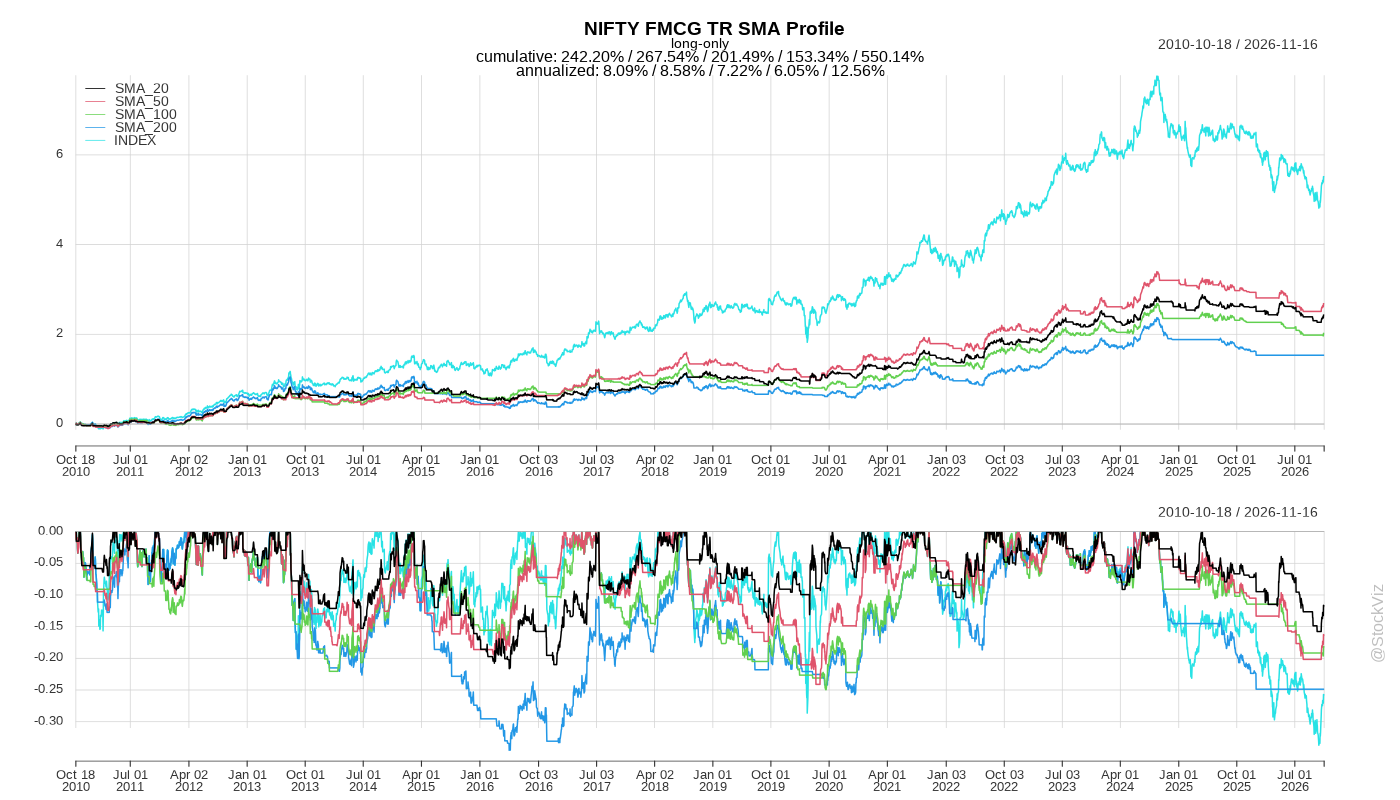 NIFTY FMCG TR SMA Profile
long-only
2010-10-18 / 2026-11-16
cumulative: 242.20% / 267.54% / 201.49% / 153.34% / 550.14%
annualized: 8.09% / 8.58% / 7.22% / 6.05% / 12.56%
SMA_20
SMA_50
SMA_100
SMA_200
INDEX
6
4
2
0
Oct 18 Jul 01 Apr 02 Jan 01 Oct 01 Jul 01 Apr 01 Jan 01 Oct 03 Jul 03 Apr 02 Jan 01 Oct 01 Jul 01 Apr 01 Jan 03 Oct 03 Jul 03 Apr 01 Jan 01 Oct 01 Jul 01
2010 2011 2012 2013 2013 2014 2015 2016 2016 2017 2018 2019 2019 2020 2021 2022 2022 2023 2024 2025 2025 2026
2010-10-18 / 2026-11-16
0.00
-0.05
-0.10
-0.15
-0.20
-0.25
-0.30
Oct 18 Jul 01 Apr 02 Jan 01 Oct 01 Jul 01 Apr 01 Jan 01 Oct 03 Jul 03 Apr 02 Jan 01 Oct 01 Jul 01 Apr 01 Jan 03 Oct 03 Jul 03 Apr 01 Jan 01 Oct 01 Jul 01
2010 2011 2012 2013 2013 2014 2015 2016 2016 2017 2018 2019 2019 2020 2021 2022 2022 2023 2024 2025 2025 2026
@StockViz